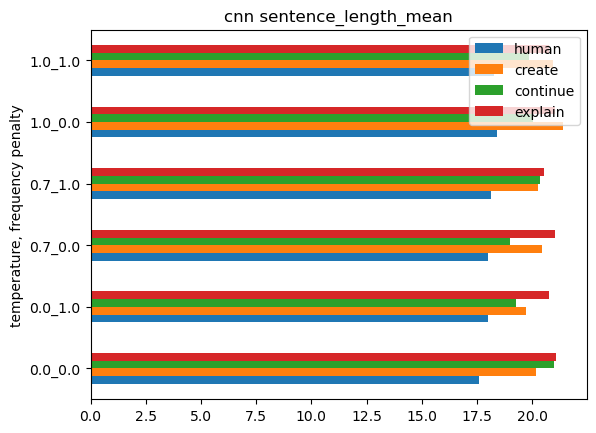 cnn sentence_length_mean
human
create
continue
explain
temperature, frequency penalty
1.0_1.0
1.0_0.0
0.7_1.0
0.7_0.0
0.0_1.0
0.0_0.0
0.0 2.5 5.0 7.5 10.0 12.5 15.0 17.5 20.0